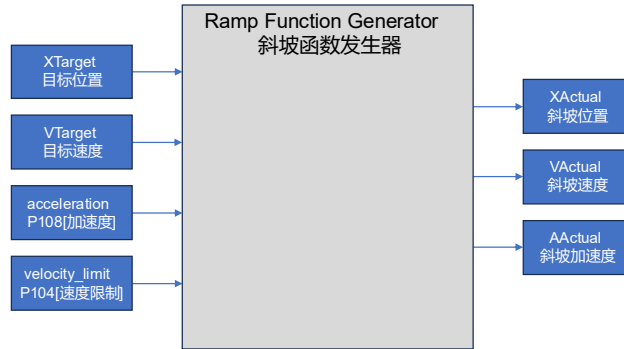 Ramp Function Generator
斜坡函数发生器
XTarget
目标位置
VTarget
目标速度
acceleration
P108[加速度]
velocity_limit
P104[速度限制]
XActual
斜坡位置
VActual
斜坡速度
AActual
斜坡加速度